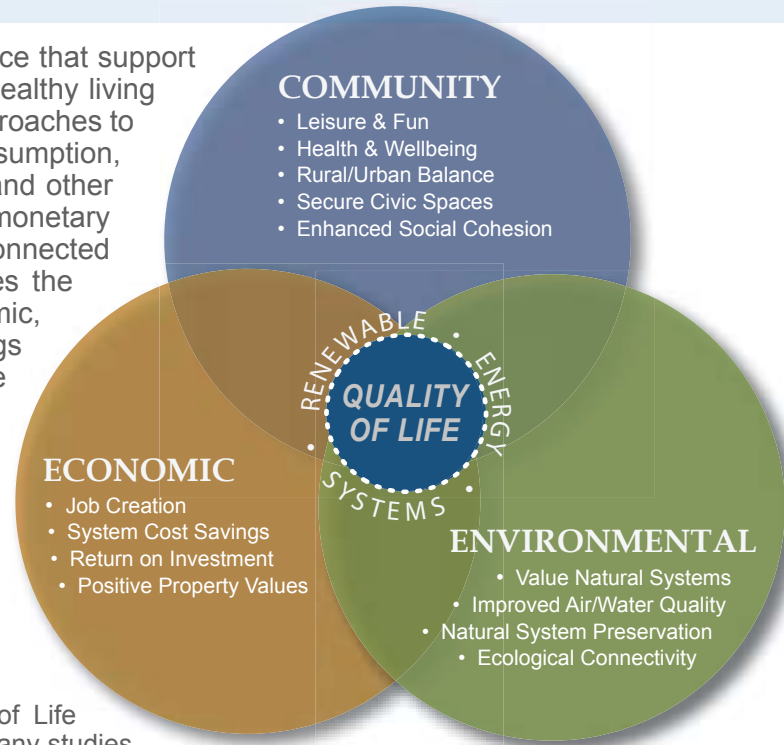 ce that support
ealthy living
roaches to
sumption,
and other
monetary
onnected
es the
mic,
gs
e
COMMUNITY
• Leisure & Fun
• Health & Wellbeing
• Rural/Urban Balance
• Secure Civic Spaces
• Enhanced Social Cohesion
• RENEWABLE • ENERGY • SYSTEMS
QUALITY
OF LIFE
ECONOMIC
• Job Creation
• System Cost Savings
• Return on Investment
• Positive Property Values
ENVIRONMENTAL
• Value Natural Systems
• Improved Air/Water Quality
• Natural System Preservation
• Ecological Connectivity
of Life
any studies